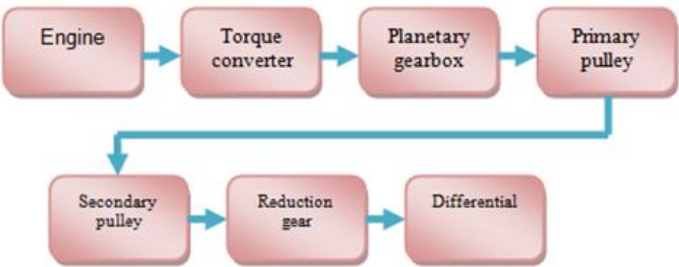 Engine
Torque
converter
Planetary
gearbox
Primary
pulley
Secondary
pulley
Reduction
gear
Differential